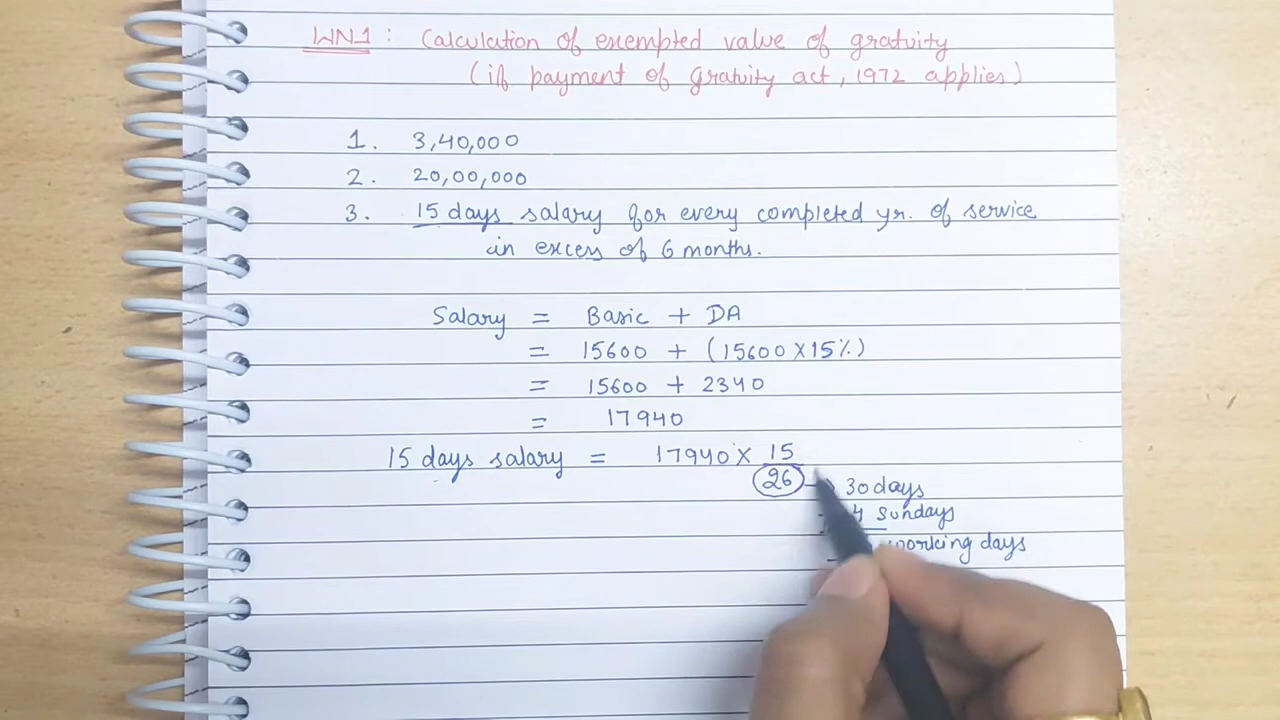 WN1 : Calculation of exempted value of gratuity
(if payment of gratuity act, 1972 applies)
1. 3,40,000
2. 20,00,000
3. 15 days salary for every completed yr. of service
in excess of 6 months.
Salary = Basic + DA
= 15600 + (15600 X 15%)
= 15600 + 2340
= 17940
15 days salary = 17940 X 15
26 → 30 days
4 sundays
working days